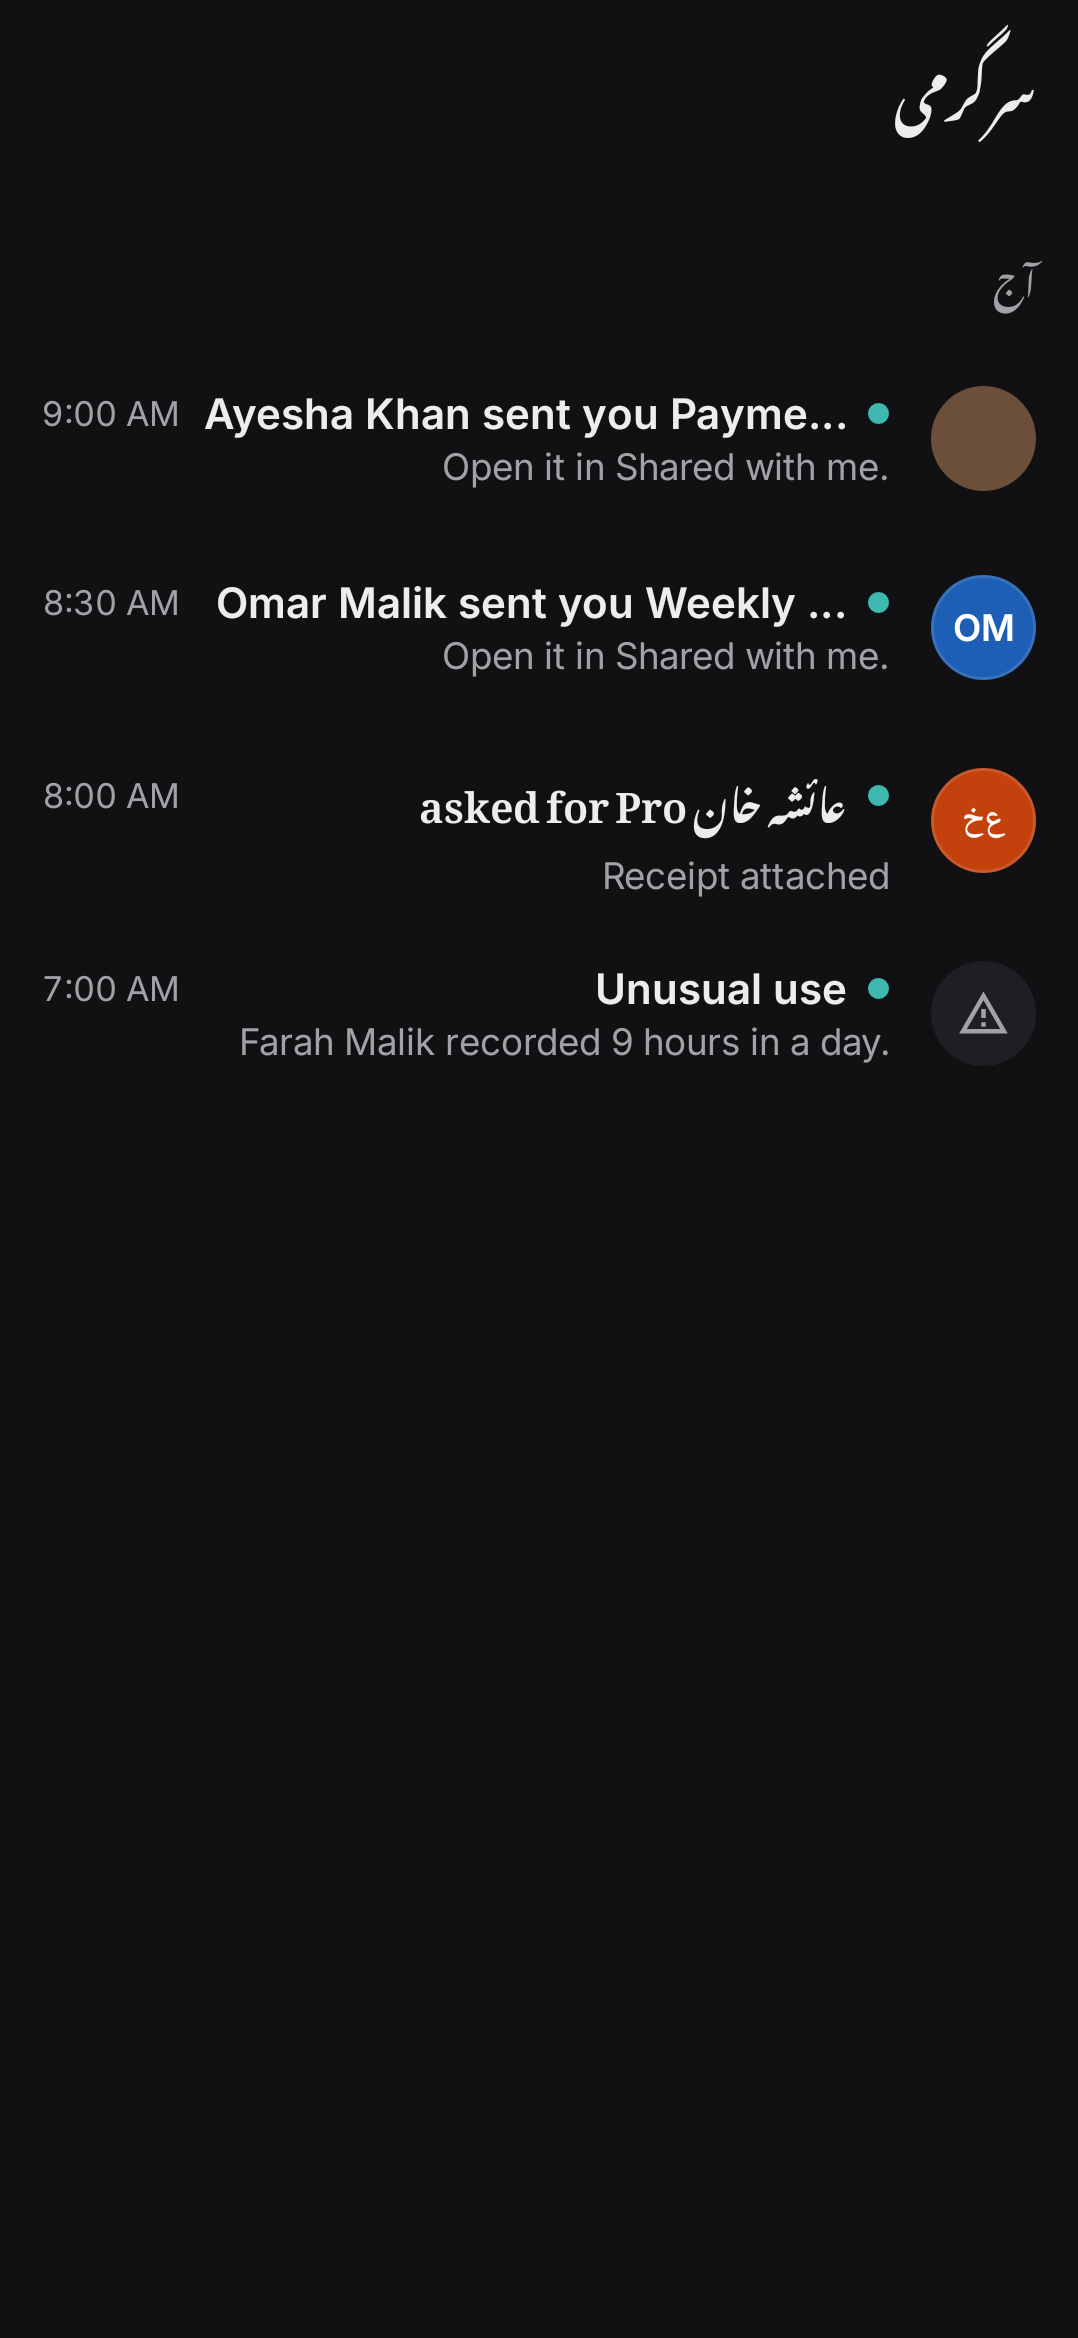 سرگرمی
آج
Ayesha Khan sent you Payme...
9:00 AM
Open it in Shared with me.
OM
Omar Malik sent you Weekly ...
8:30 AM
Open it in Shared with me.
ع‌خ
عائشہ خان asked for Pro
8:00 AM
Receipt attached
Unusual use
7:00 AM
Farah Malik recorded 9 hours in a day.